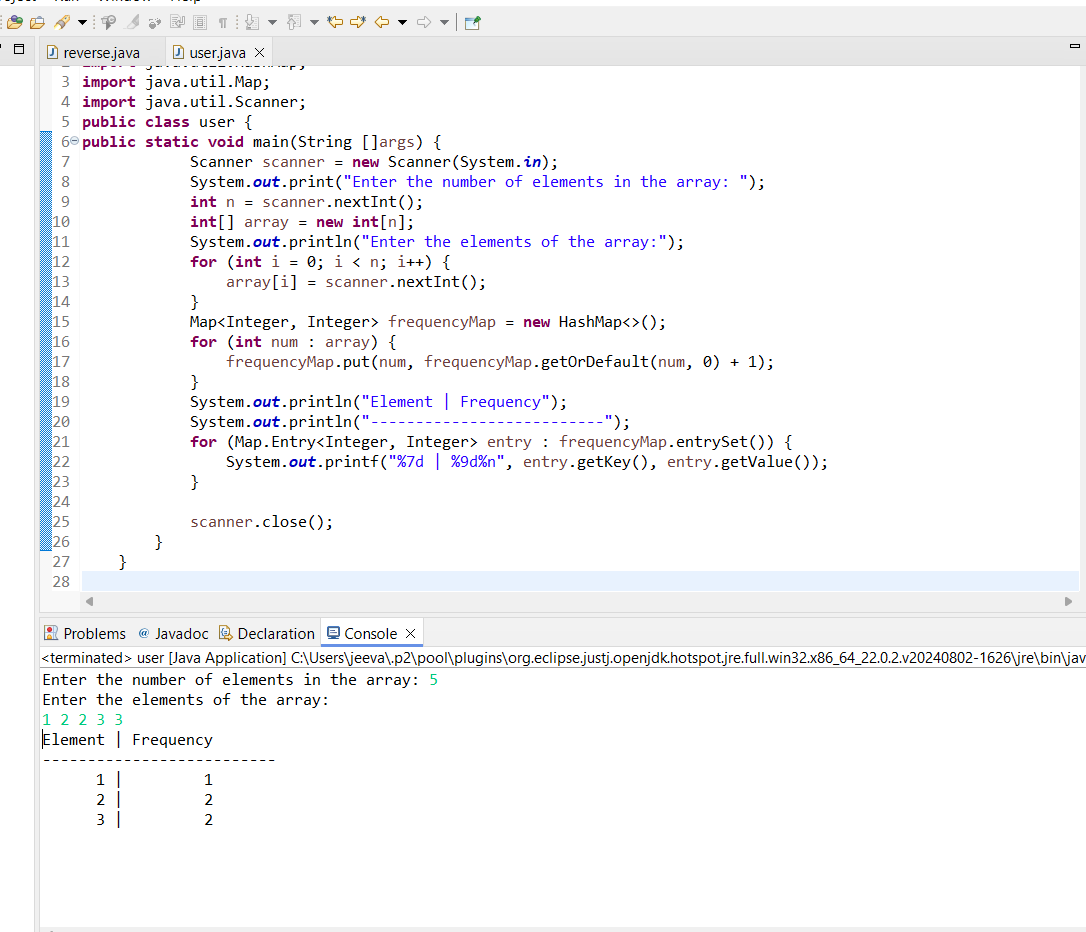 reverse.java
user.java
3 import java.util.Map;
4 import java.util.Scanner;
5 public class user {
6 public static void main(String []args) {
7 Scanner scanner = new Scanner(System.in);
8 System.out.print("Enter the number of elements in the array: ");
9 int n = scanner.nextInt();
10 int[] array = new int[n];
11 System.out.println("Enter the elements of the array:");
12 for (int i = 0; i < n; i++) {
13 array[i] = scanner.nextInt();
14 }
15 Map<Integer, Integer> frequencyMap = new HashMap<>();
16 for (int num : array) {
17 frequencyMap.put(num, frequencyMap.getOrDefault(num, 0) + 1);
18 }
19 System.out.println("Element | Frequency");
20 System.out.println("--------------------------");
21 for (Map.Entry<Integer, Integer> entry : frequencyMap.entrySet()) {
22 System.out.printf("%7d | %9d%n", entry.getKey(), entry.getValue());
23 }
24
25 scanner.close();
26 }
27 }
28
Problems @ Javadoc Declaration Console
<terminated> user [Java Application] C:\Users\jeeva\.p2\pool\plugins\org.eclipse.justj.openjdk.hotspot.jre.full.win32.x86_64_22.0.2.v20240802-1626\jre\bin\jav
Enter the number of elements in the array: 5
Enter the elements of the array:
1 2 2 3 3
Element | Frequency
--------------------------
1 | 1
2 | 2
3 | 2